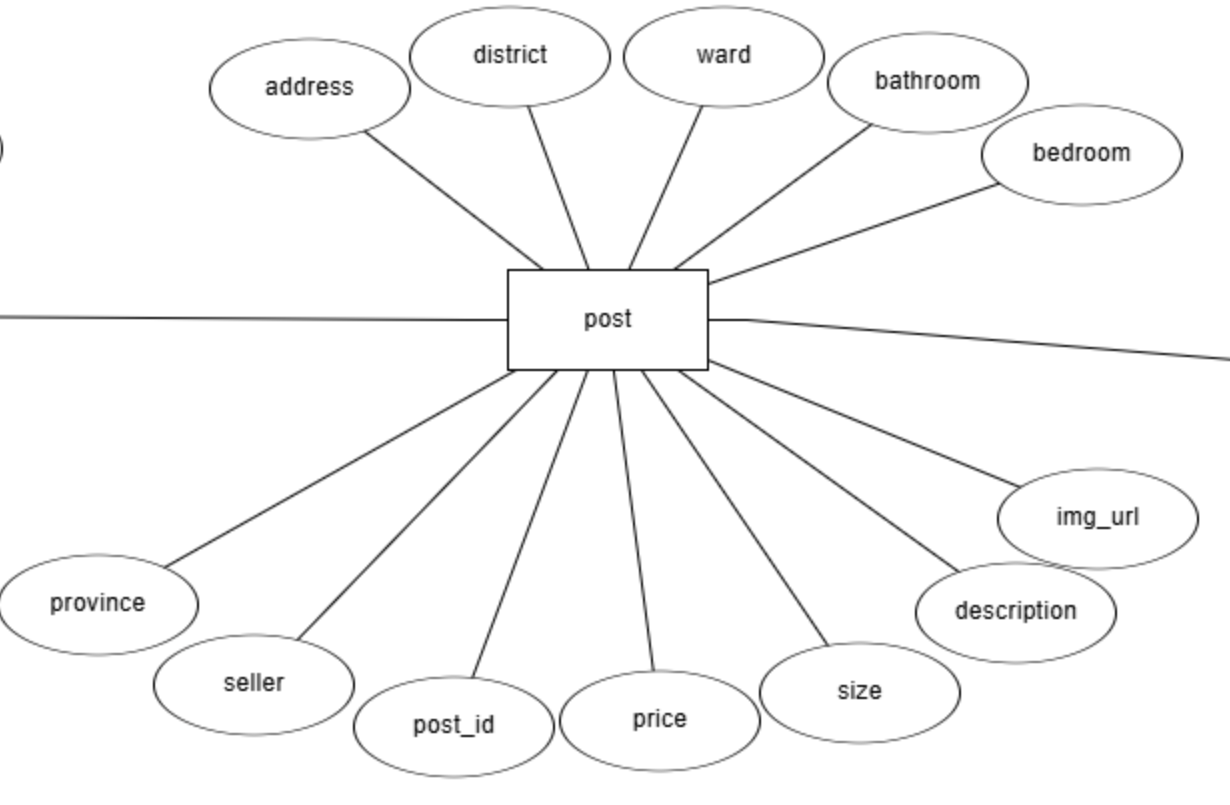 district
ward
address
bathroom
bedroom
post
img_url
province
description
seller
size
post_id
price